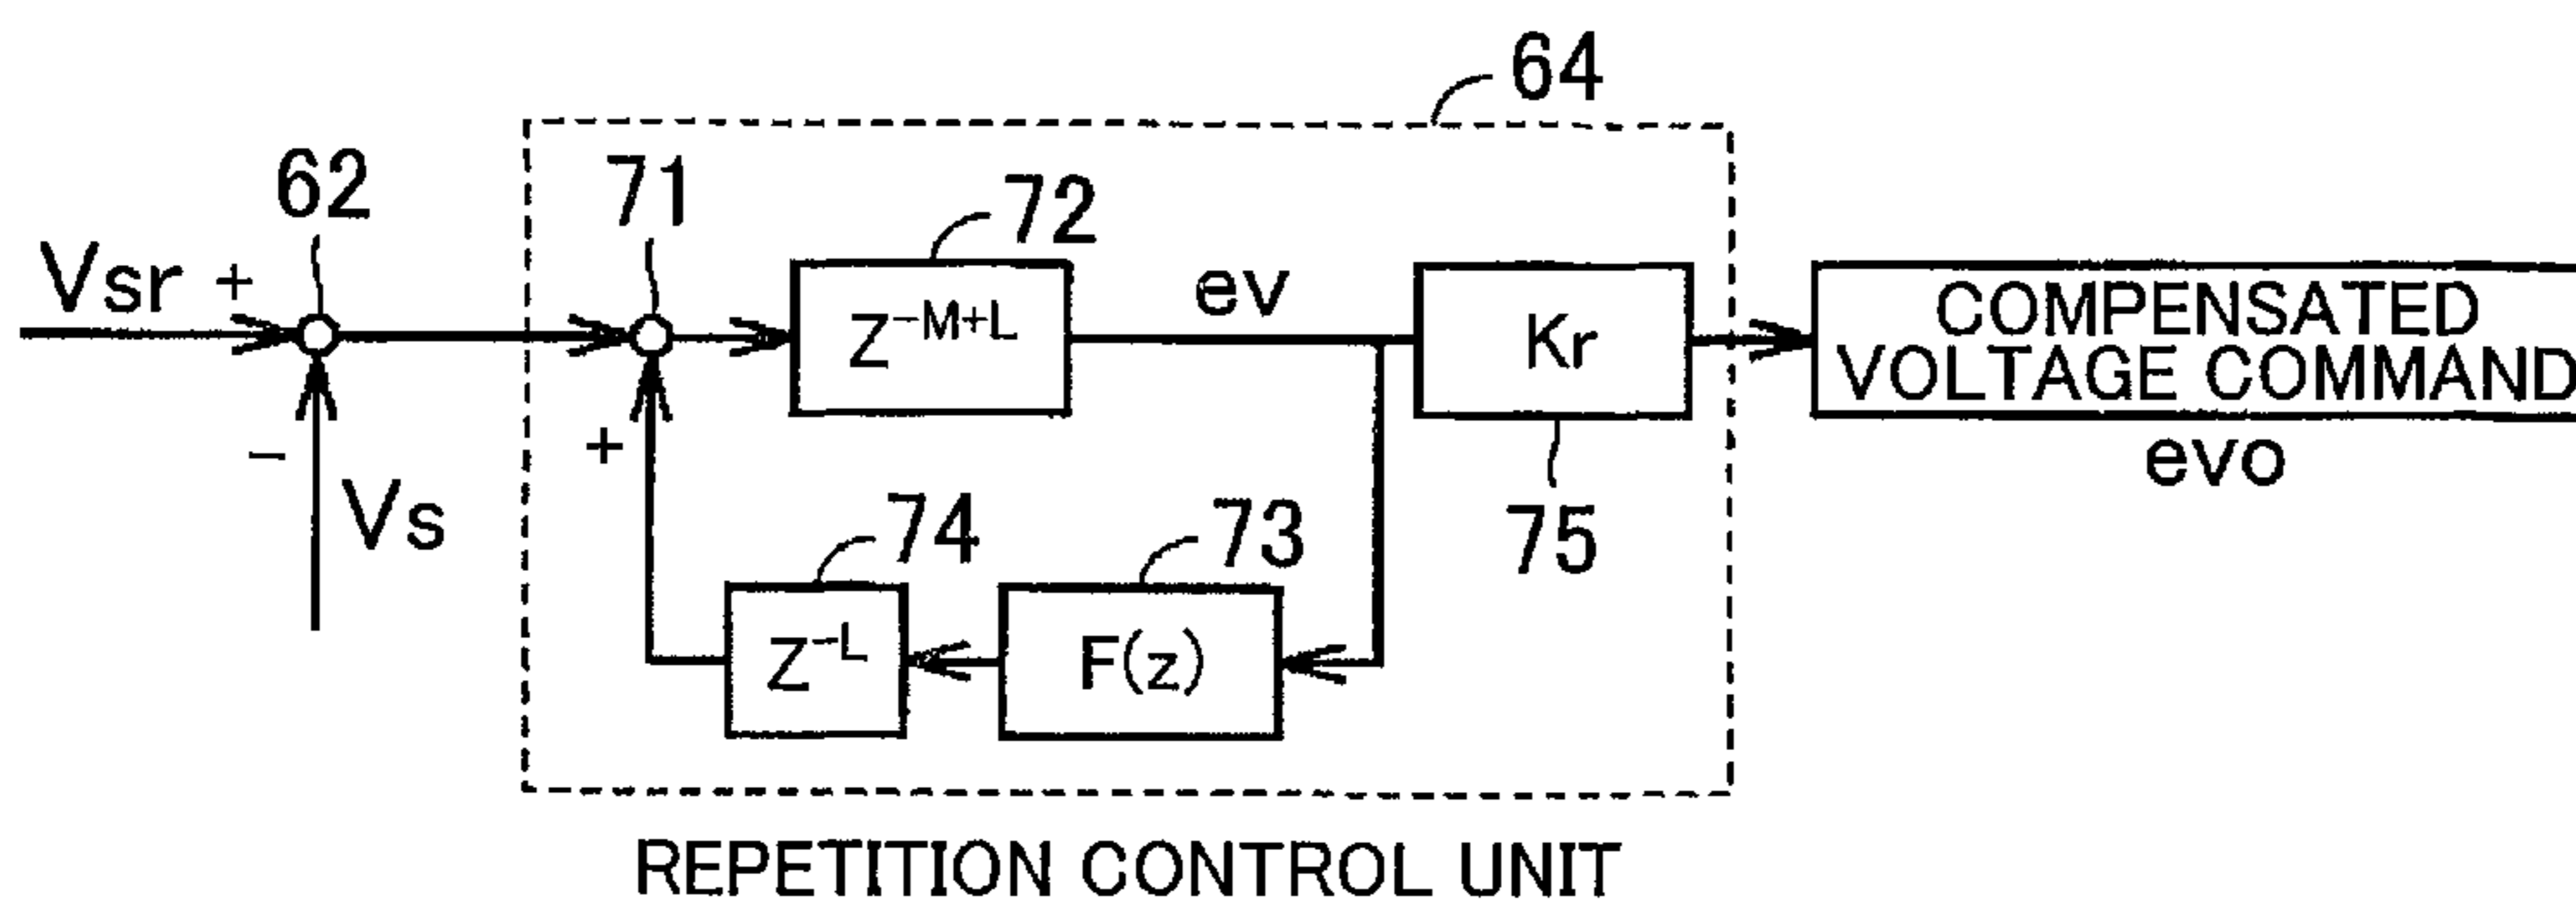 64
62
71
72
Vsr +
ev
Z^-M+L
Kr
COMPENSATED
VOLTAGE COMMAND
evo
-
Vs
+
74
73
75
Z^-L
F(z)
REPETITION CONTROL UNIT